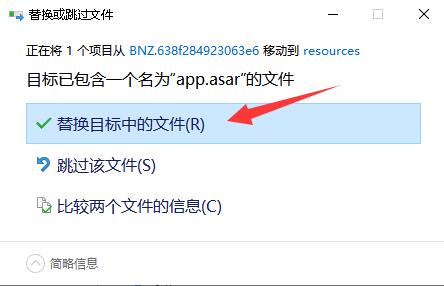 替换或跳过文件
正在将 1 个项目从 BNZ.638f284923063e6 移动到 resources
目标已包含一个名为“app.asar”的文件
替换目标中的文件(R)
跳过该文件(S)
比较两个文件的信息(C)
简略信息